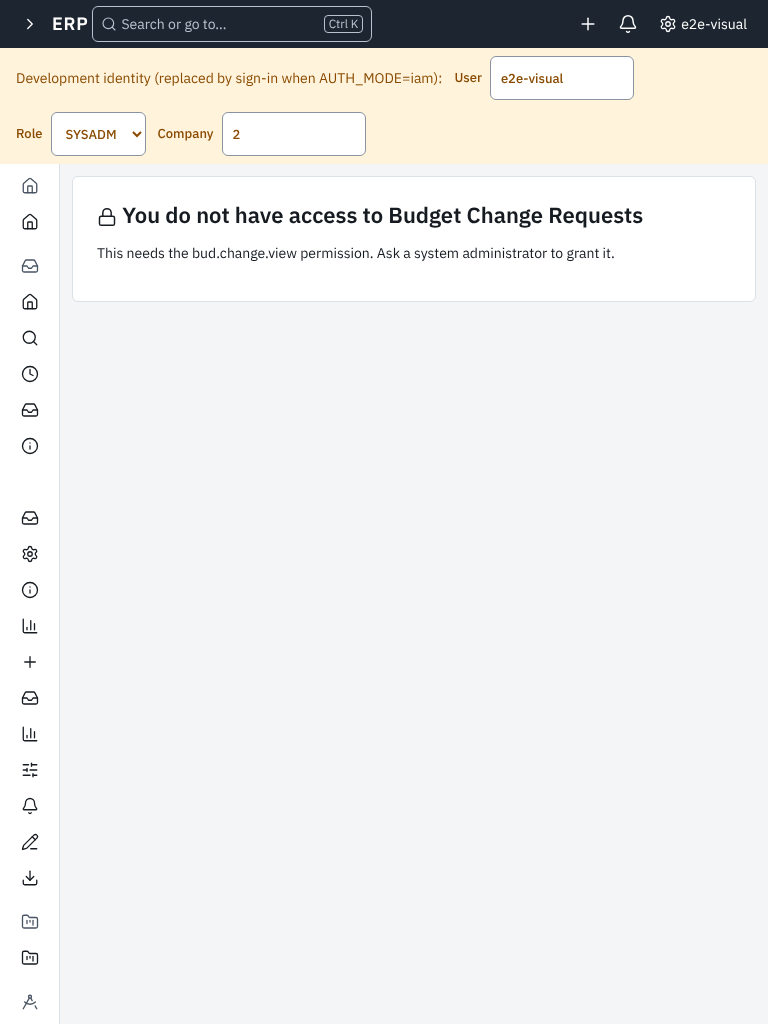 ERP
Search or go to...
Ctrl K
e2e-visual
Development identity (replaced by sign-in when AUTH_MODE=iam):
User
e2e-visual
Role
SYSADM
Company
2
You do not have access to Budget Change Requests
This needs the bud.change.view permission. Ask a system administrator to grant it.